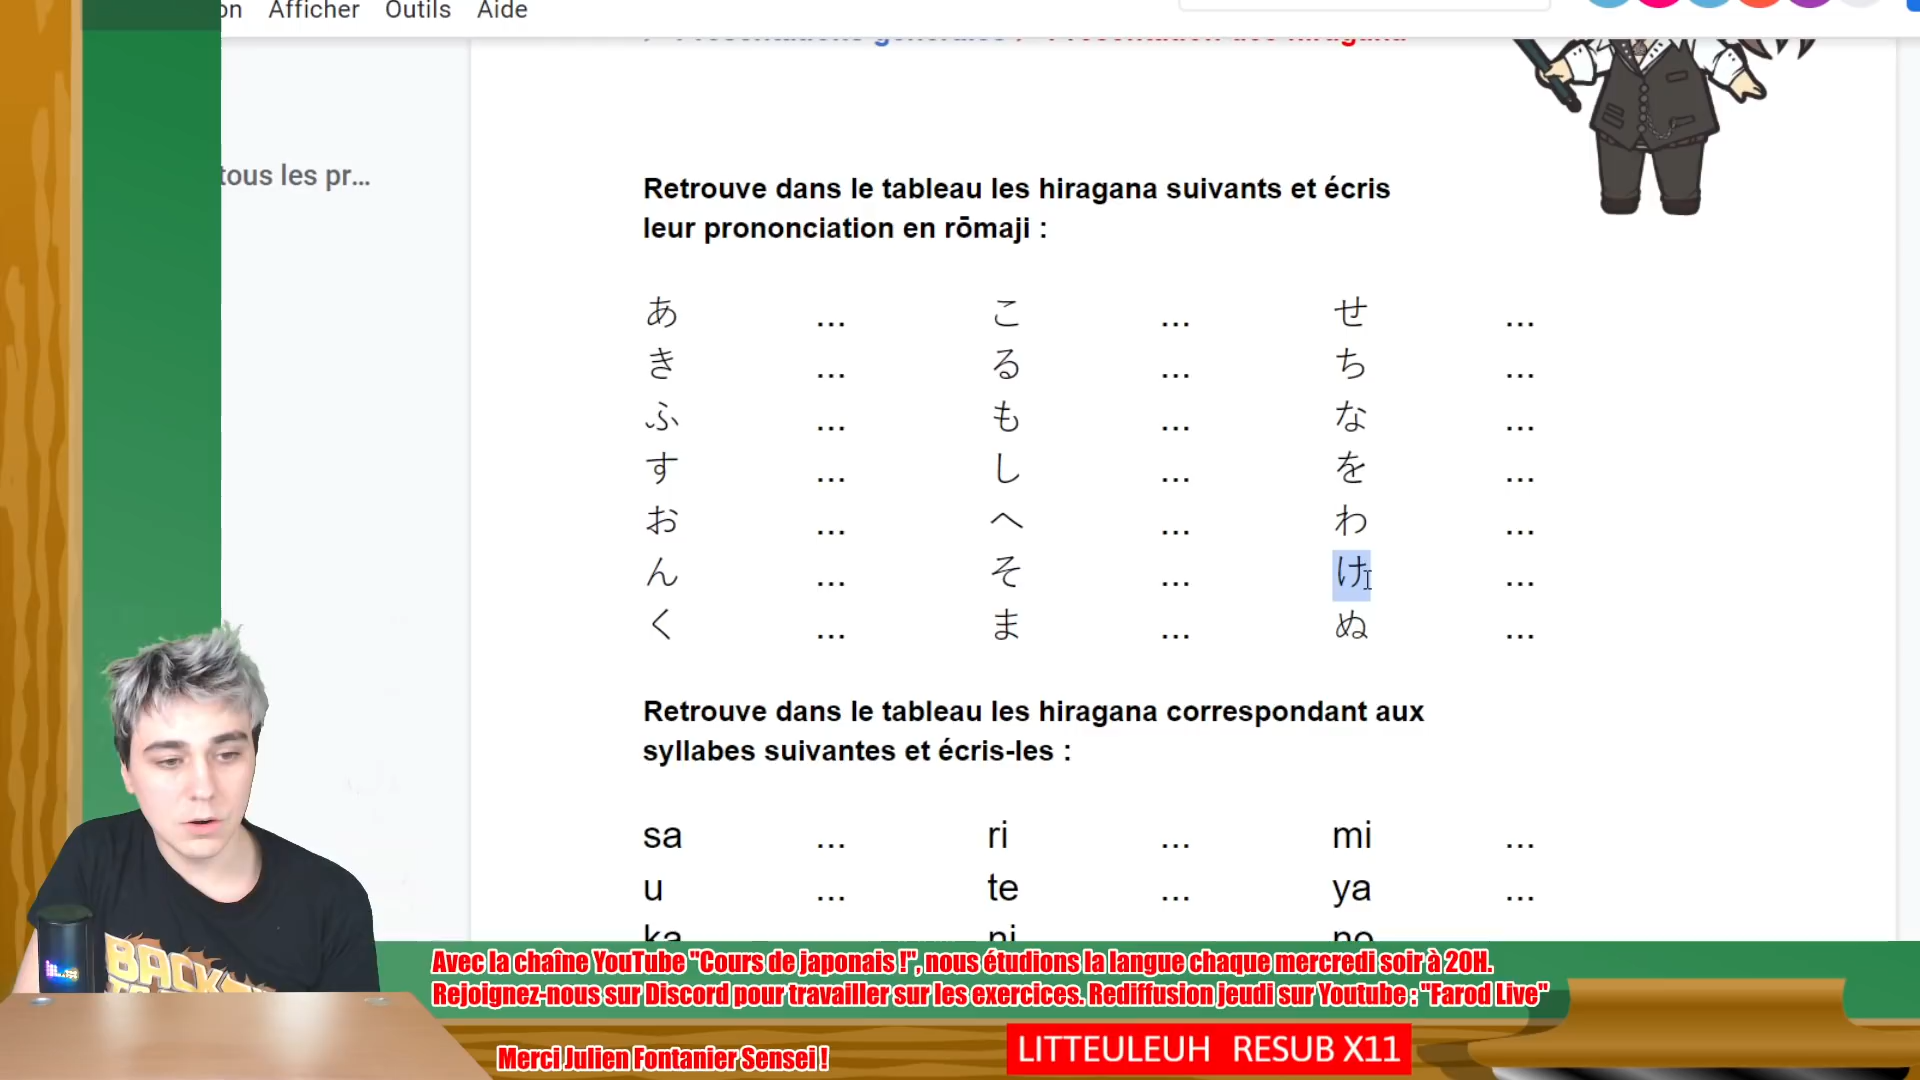 on Afficher Outils Aide
tous les pr...
Retrouve dans le tableau les hiragana suivants et écris
leur prononciation en rōmaji :
あ ... こ ... せ ...
き ... る ... ち ...
ふ ... も ... な ...
す ... し ... を ...
お ... へ ... わ ...
ん ... そ ... け ...
く ... ま ... ぬ ...
Retrouve dans le tableau les hiragana correspondant aux
syllabes suivantes et écris-les :
sa ... ri ... mi ...
u ... te ... ya ...
ka
BACK
Avec la chaîne YouTube "Cours de japonais !", nous étudions la langue chaque mercredi soir à 20H.
Rejoignez-nous sur Discord pour travailler sur les exercices. Rediffusion jeudi sur Youtube : "Farod Live"
Merci Julien Fontanier Sensei !
LITTEULEUH RESUB X11